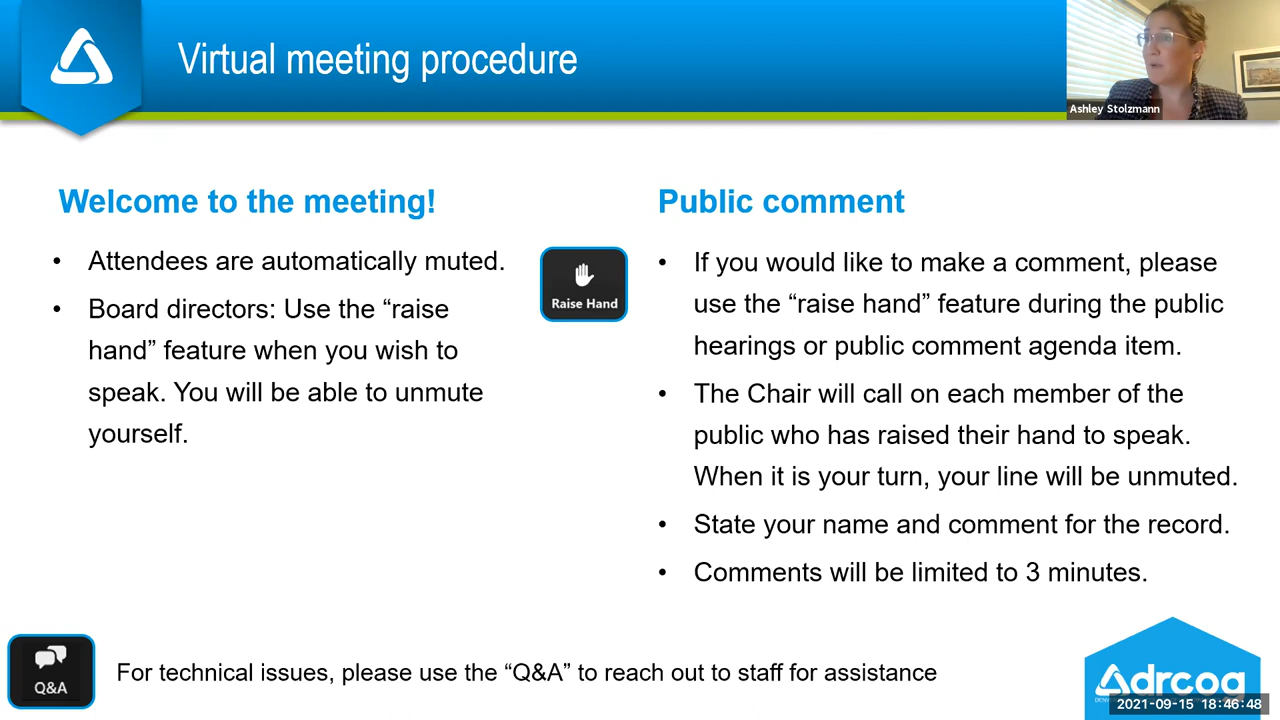 Virtual meeting procedure
Ashley Stolzmann
Welcome to the meeting!
• Attendees are automatically muted.
• Board directors: Use the “raise
hand” feature when you wish to
speak. You will be able to unmute
yourself.
Raise Hand
Public comment
• If you would like to make a comment, please
use the “raise hand” feature during the public
hearings or public comment agenda item.
• The Chair will call on each member of the
public who has raised their hand to speak.
When it is your turn, your line will be unmuted.
• State your name and comment for the record.
• Comments will be limited to 3 minutes.
Q&A
For technical issues, please use the “Q&A” to reach out to staff for assistance
drcog
2021-09-15 18:46:48